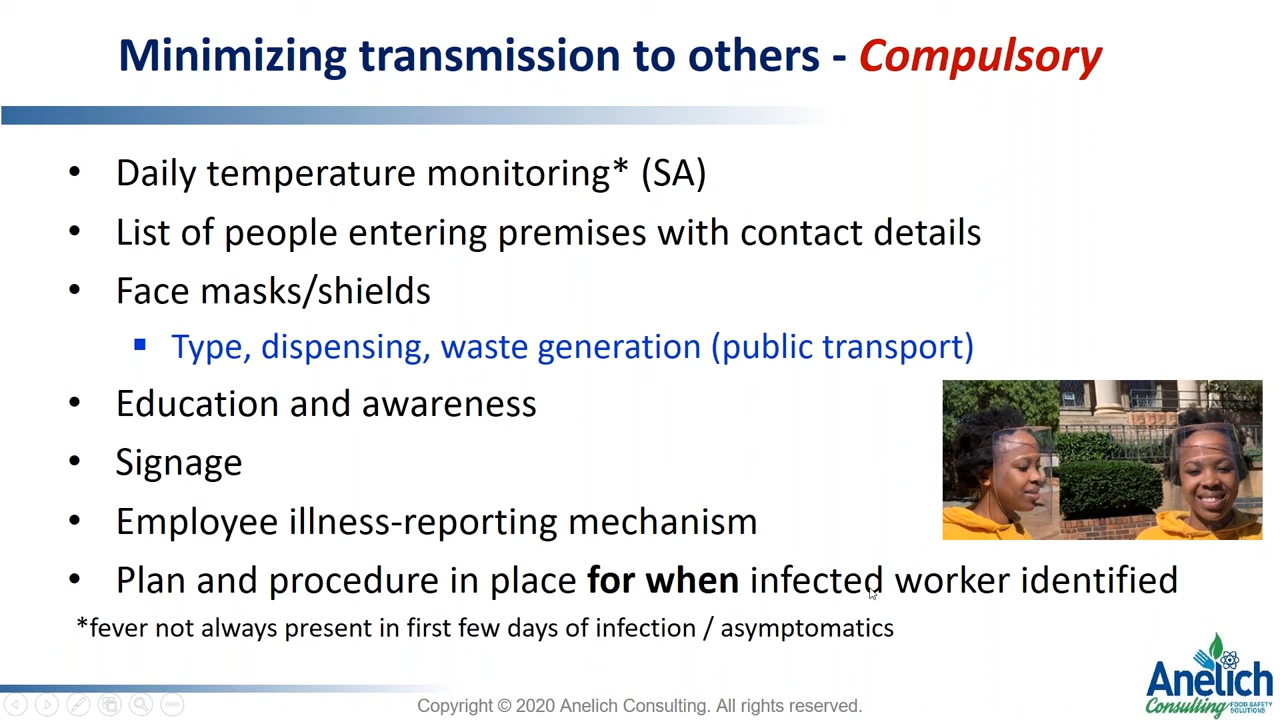 Minimizing transmission to others - Compulsory
• Daily temperature monitoring* (SA)
• List of people entering premises with contact details
• Face masks/shields
▪ Type, dispensing, waste generation (public transport)
• Education and awareness
• Signage
• Employee illness-reporting mechanism
• Plan and procedure in place for when infected worker identified
*fever not always present in first few days of infection / asymptomatics
Copyright © 2020 Anelich Consulting. All rights reserved.
Anelich
Consulting FOOD SAFETY
SOLUTIONS